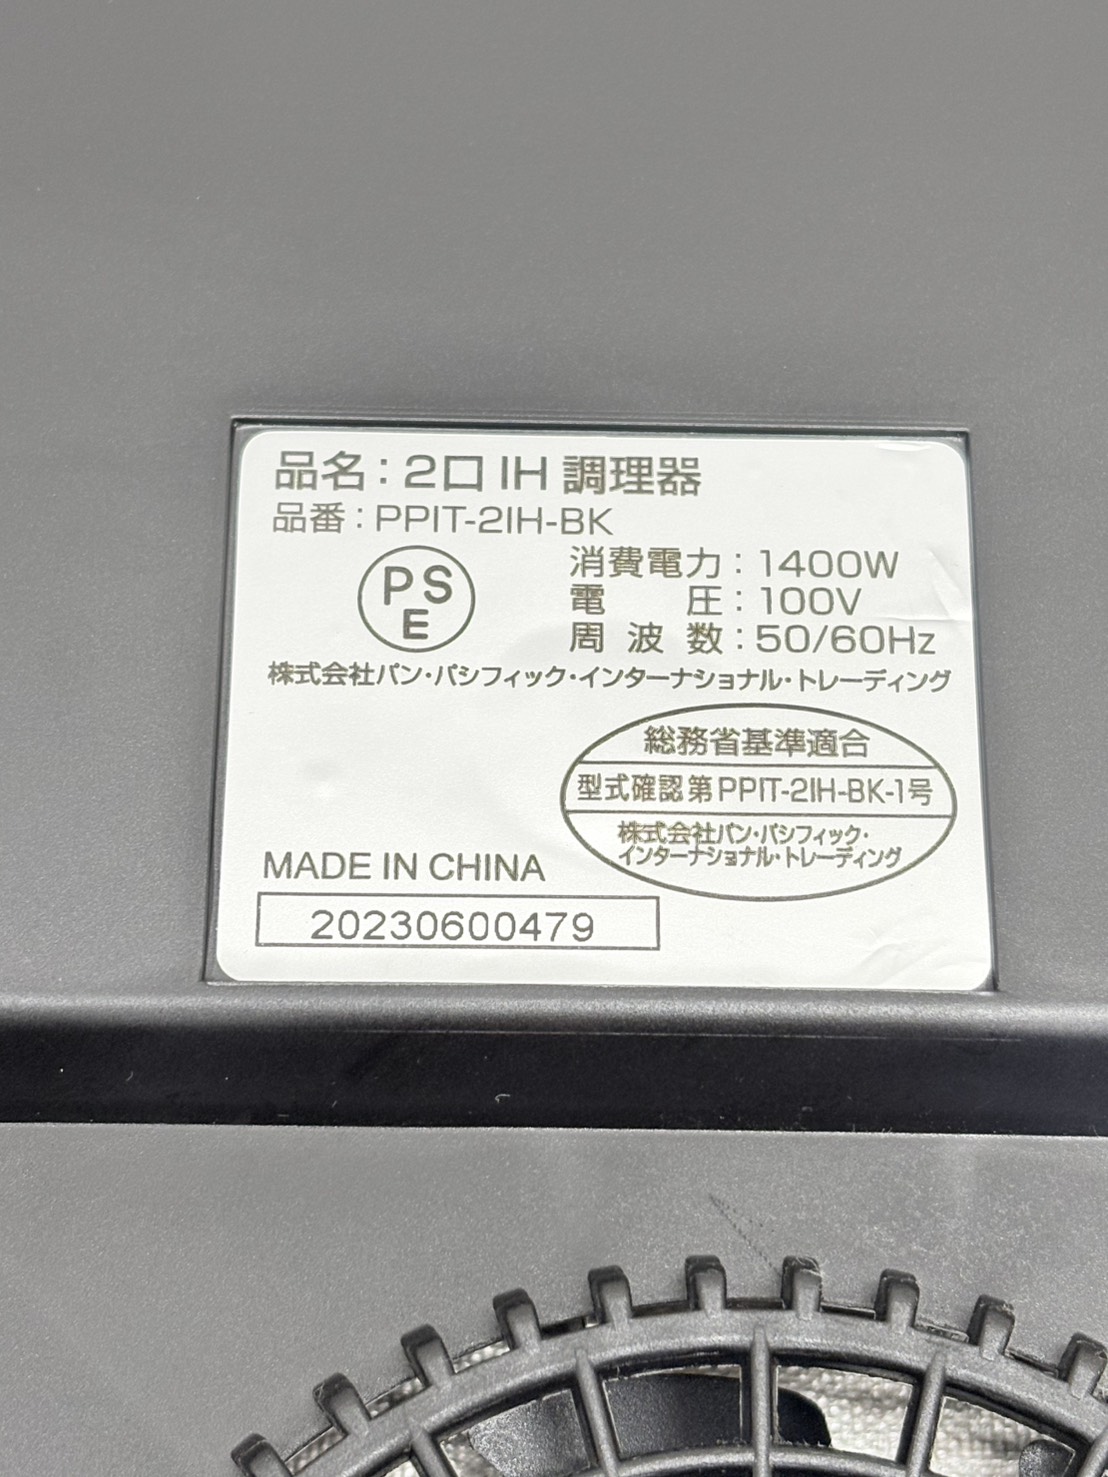 品名：2口 IH 調理器
品番：PPIT-2IH-BK
PS
E
消費電力：1400W
電圧：100V
周波数：50/60Hz
株式会社パン・パシフィック・インターナショナル・トレーディング
総務省基準適合
型式確認第PPIT-2IH-BK-1号
株式会社パン・パシフィック・
インターナショナル・トレーディング
MADE IN CHINA
20230600479